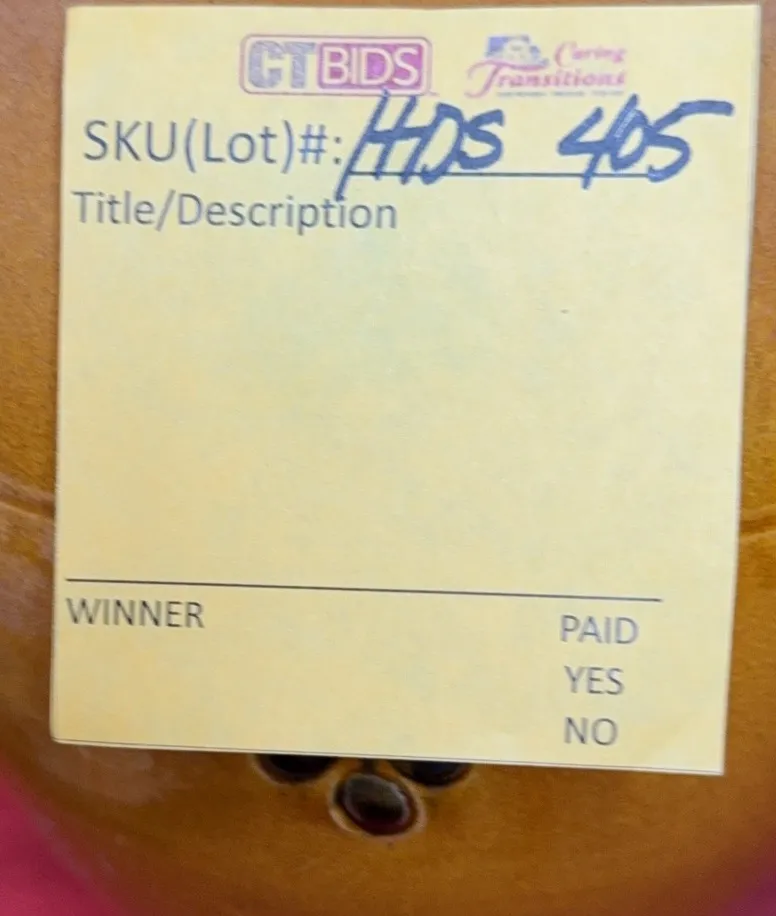 CTBIDS
Caring
Transitions
SKU(Lot)#: HDS 405
Title/Description
WINNER
PAID
YES
NO